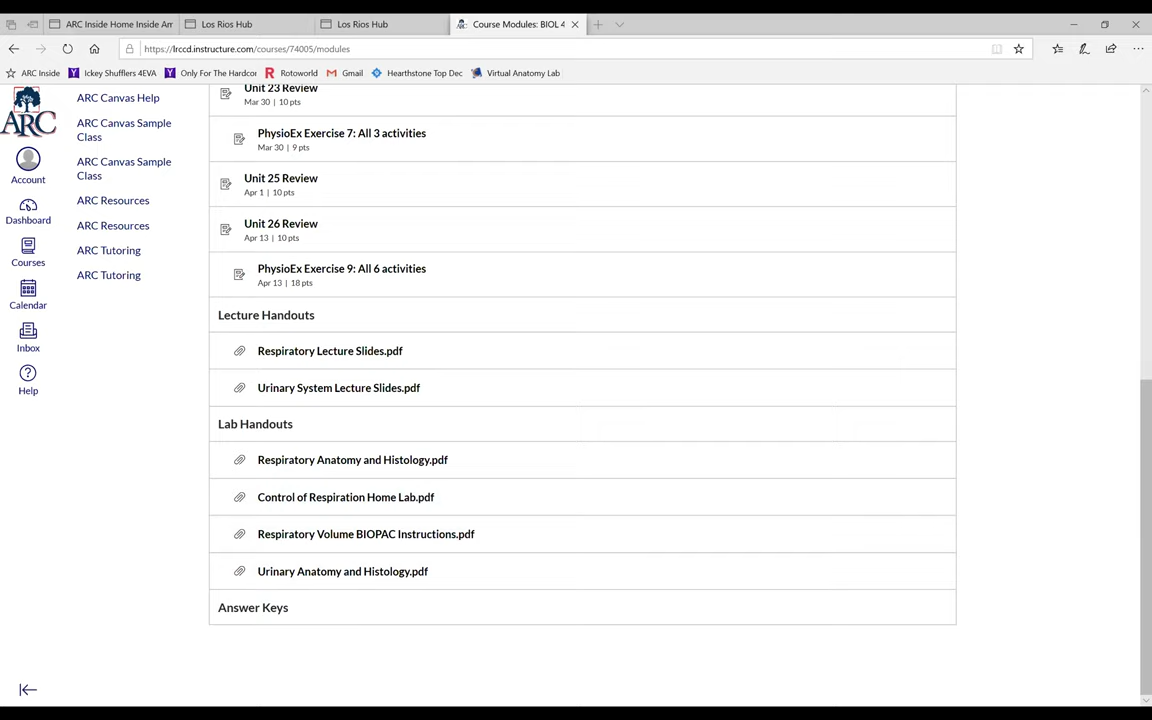 ARC Inside Home Inside Am
Los Rios Hub
Los Rios Hub
Course Modules: BIOL 4
https://lrccd.instructure.com/courses/74005/modules
ARC Inside
Ickey Shufflers 4EVA
Only For The Hardcor
Rotoworld
Gmail
Hearthstone Top Dec
Virtual Anatomy Lab
ARC
Account
Dashboard
Courses
Calendar
Inbox
Help
ARC Canvas Help
ARC Canvas Sample
Class
ARC Canvas Sample
Class
ARC Resources
ARC Resources
ARC Tutoring
ARC Tutoring
Unit 23 Review
Mar 30 | 10 pts
PhysioEx Exercise 7: All 3 activities
Mar 30 | 9 pts
Unit 25 Review
Apr 1 | 10 pts
Unit 26 Review
Apr 13 | 10 pts
PhysioEx Exercise 9: All 6 activities
Apr 13 | 18 pts
Lecture Handouts
Respiratory Lecture Slides.pdf
Urinary System Lecture Slides.pdf
Lab Handouts
Respiratory Anatomy and Histology.pdf
Control of Respiration Home Lab.pdf
Respiratory Volume BIOPAC Instructions.pdf
Urinary Anatomy and Histology.pdf
Answer Keys